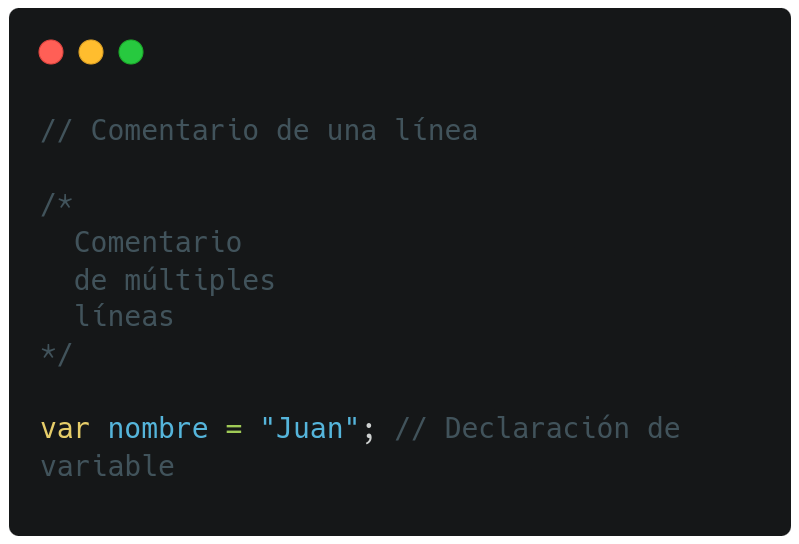 // Comentario de una línea
/*
Comentario
de múltiples
líneas
*/
var nombre = "Juan"; // Declaración de
variable